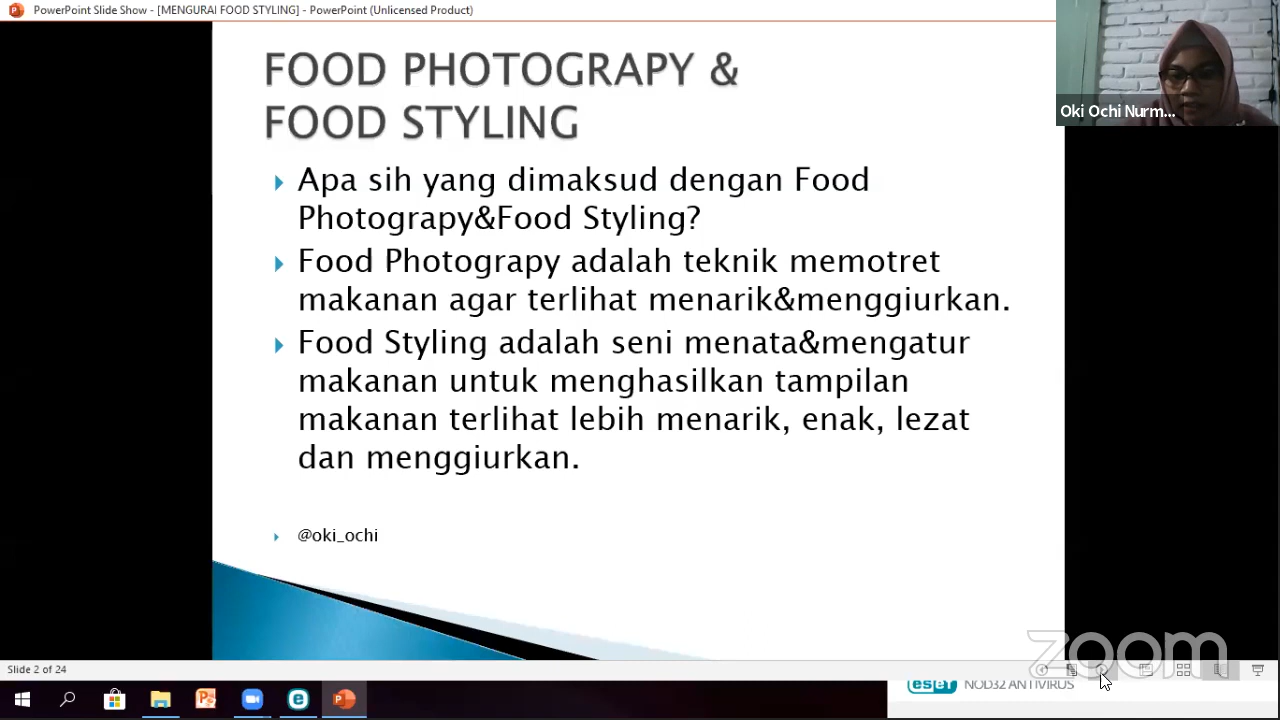 PowerPoint Slide Show - [MENGURAI FOOD STYLING] - PowerPoint (Unlicensed Product)
Oki Ochi Nurm...
FOOD PHOTOGRAPY &
FOOD STYLING
Apa sih yang dimaksud dengan Food
Photograpy&Food Styling?
Food Photograpy adalah teknik memotret
makanan agar terlihat menarik&menggiurkan.
Food Styling adalah seni menata&mengatur
makanan untuk menghasilkan tampilan
makanan terlihat lebih menarik, enak, lezat
dan menggiurkan.
@oki_ochi
zoom
Slide 2 of 24
eset NOD32 ANTIVIRUS